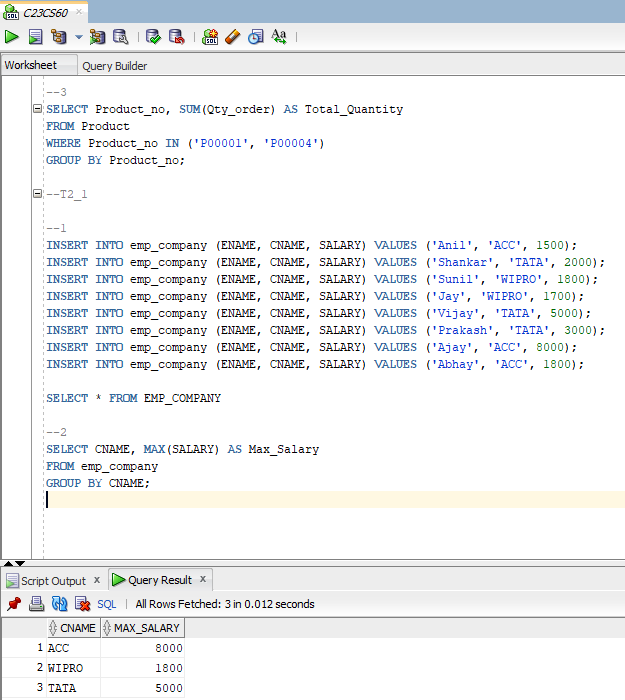 C23CS60 ×
SQL Aa
Worksheet Query Builder
--3
SELECT Product_no, SUM(Qty_order) AS Total_Quantity
FROM Product
WHERE Product_no IN ('P00001', 'P00004')
GROUP BY Product_no;
--T2_1
--1
INSERT INTO emp_company (ENAME, CNAME, SALARY) VALUES ('Anil', 'ACC', 1500);
INSERT INTO emp_company (ENAME, CNAME, SALARY) VALUES ('Shankar', 'TATA', 2000);
INSERT INTO emp_company (ENAME, CNAME, SALARY) VALUES ('Sunil', 'WIPRO', 1800);
INSERT INTO emp_company (ENAME, CNAME, SALARY) VALUES ('Jay', 'WIPRO', 1700);
INSERT INTO emp_company (ENAME, CNAME, SALARY) VALUES ('Vijay', 'TATA', 5000);
INSERT INTO emp_company (ENAME, CNAME, SALARY) VALUES ('Prakash', 'TATA', 3000);
INSERT INTO emp_company (ENAME, CNAME, SALARY) VALUES ('Ajay', 'ACC', 8000);
INSERT INTO emp_company (ENAME, CNAME, SALARY) VALUES ('Abhay', 'ACC', 1800);
SELECT * FROM EMP_COMPANY
--2
SELECT CNAME, MAX(SALARY) AS Max_Salary
FROM emp_company
GROUP BY CNAME;
Script Output x Query Result x
SQL | All Rows Fetched: 3 in 0.012 seconds
CNAME MAX_SALARY
1 ACC 8000
2 WIPRO 1800
3 TATA 5000